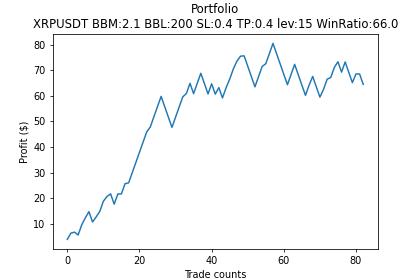 Portfolio
XRPUSDT BBM:2.1 BBL:200 SL:0.4 TP:0.4 lev:15 WinRatio:66.0
80
70
60
50
40
30
20
10
Profit ($)
0 20 40 60 80
Trade counts